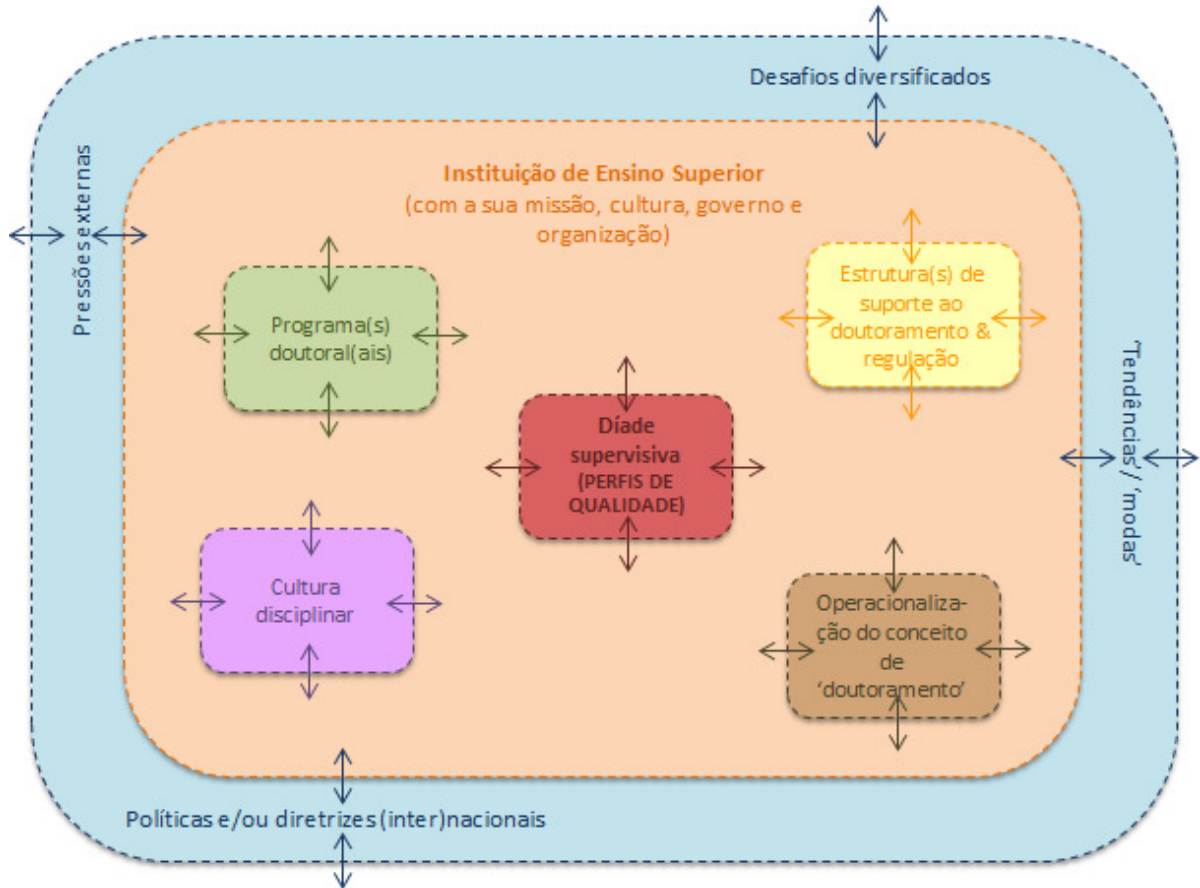 Desafios diversificados
Pressões externas
Instituição de Ensino Superior
(com a sua missão, cultura, governo e
organização)
Programa(s)
doutoral(ais)
Estrutura(s) de
suporte ao
doutoramento &
regulação
'Tendências' / 'modas'
Díade
supervisiva
(PERFIS DE
QUALIDADE)
Cultura
disciplinar
Operacionaliza-
ção do conceito
de
‘doutoramento’
Políticas e/ou diretrizes (inter)nacionais